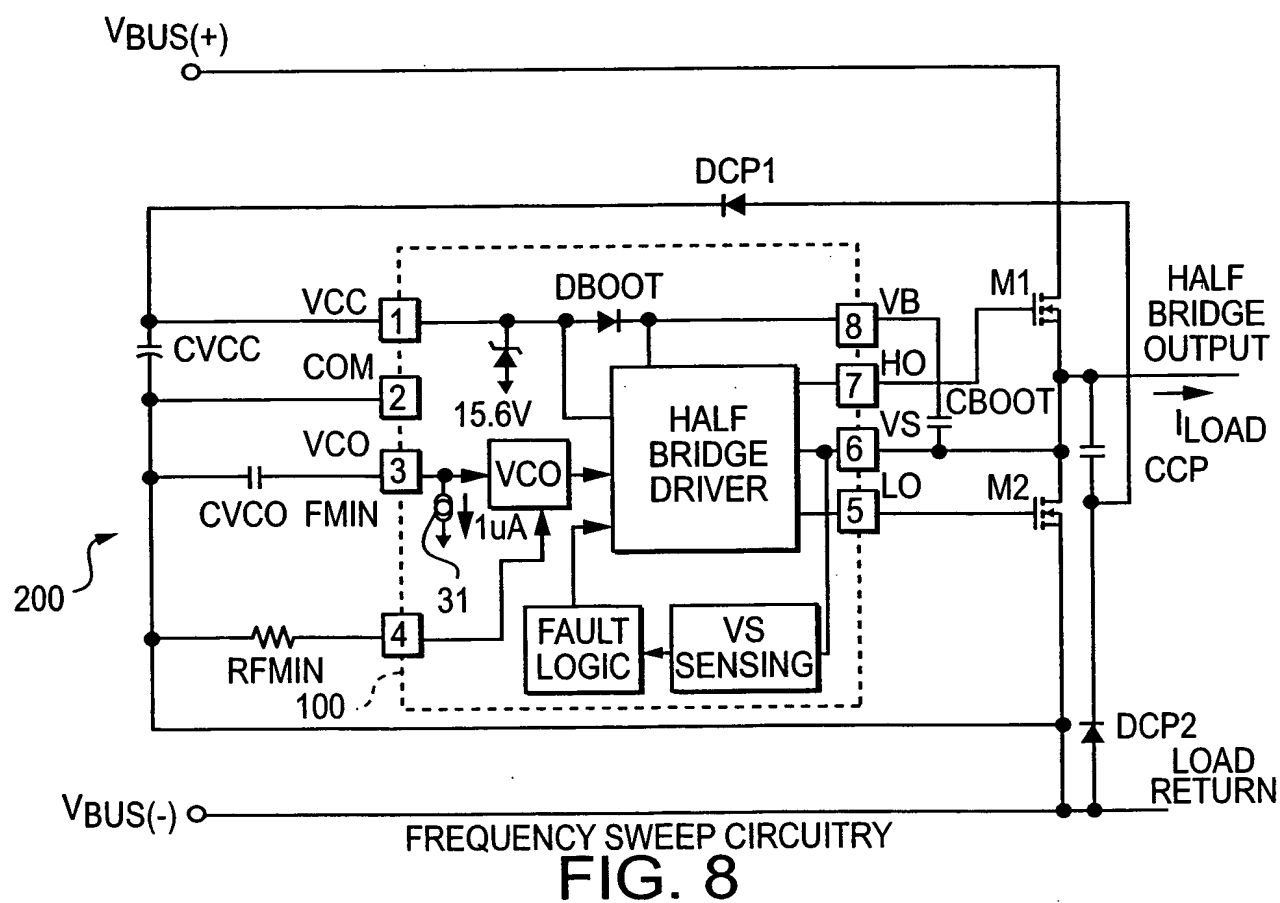 VBUS(+)
DCP1
M1
HALF
BRIDGE
OUTPUT
VCC
1
DBOOT
8
VB
CVCC
COM
2
15.6V
7
HO
CBOOT
ILOAD
HALF
BRIDGE
DRIVER
VCO
3
VCO
6
VS
CCP
CVCO
FMIN
1uA
5
LO
M2
200
31
4
FAULT
LOGIC
VS
SENSING
RFMIN
100
DCP2
LOAD
RETURN
VBUS(-)
FREQUENCY SWEEP CIRCUITRY
FIG. 8